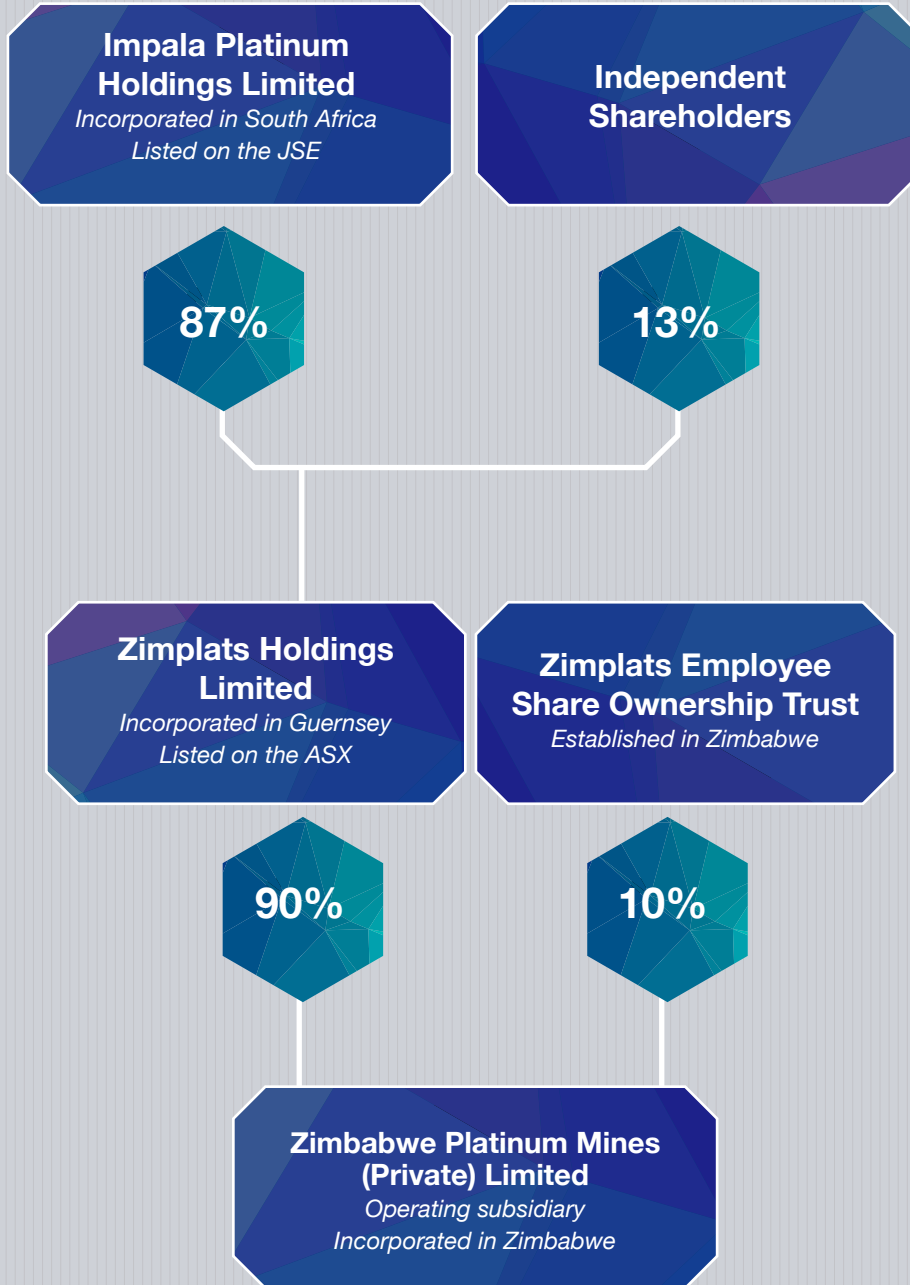 Impala Platinum
Holdings Limited
Incorporated in South Africa
Listed on the JSE
Independent
Shareholders
87%
13%
Zimplats Holdings
Limited
Incorporated in Guernsey
Listed on the ASX
Zimplats Employee
Share Ownership Trust
Established in Zimbabwe
90%
10%
Zimbabwe Platinum Mines
(Private) Limited
Operating subsidiary
Incorporated in Zimbabwe